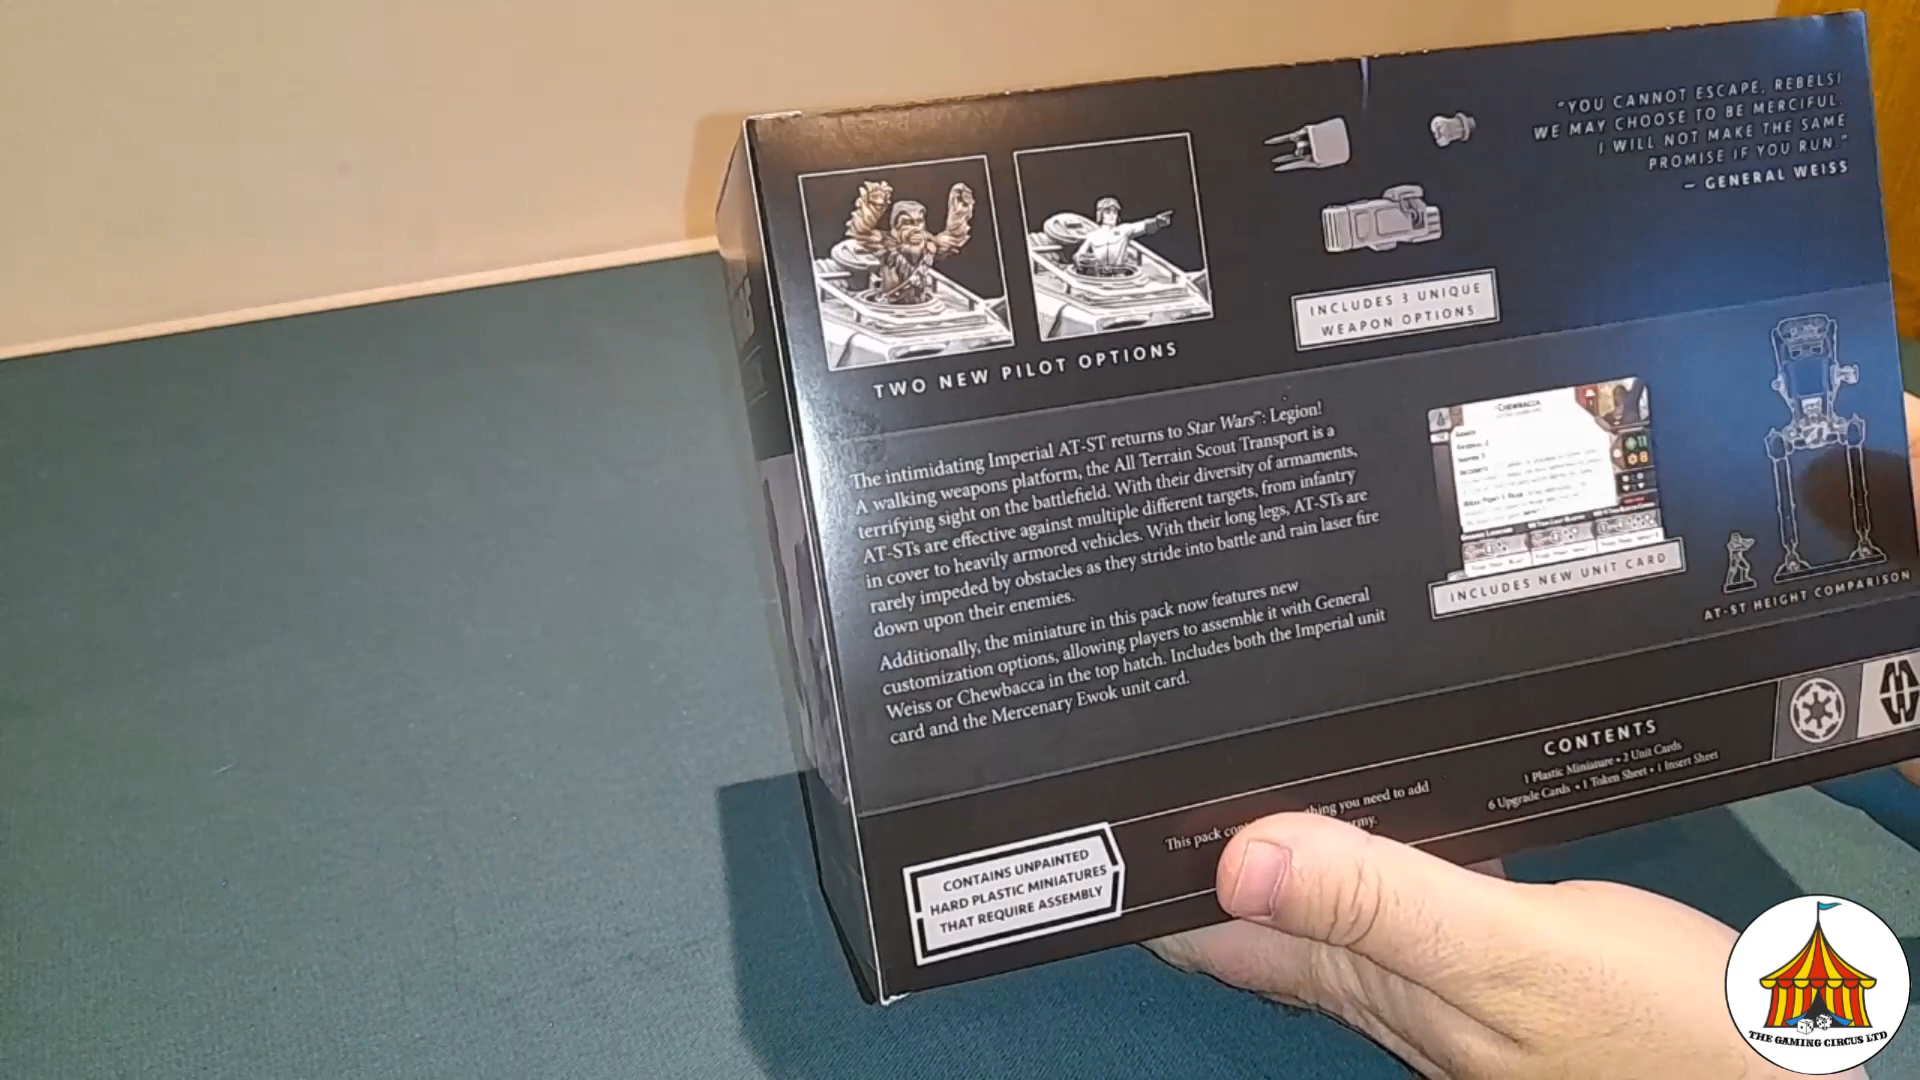 "YOU CANNOT ESCAPE, REBELS!
WE MAY CHOOSE TO BE MERCIFUL.
I WILL NOT MAKE THE SAME
PROMISE IF YOU RUN."
— GENERAL WEISS
TWO NEW PILOT OPTIONS
INCLUDES 3 UNIQUE
WEAPON OPTIONS
The intimidating Imperial AT-ST returns to Star Wars™: Legion!
A walking weapons platform, the All Terrain Scout Transport is a
terrifying sight on the battlefield. With their diversity of armaments,
AT-STs are effective against multiple different targets, from infantry
in cover to heavily armored vehicles. With their long legs, AT-STs are
rarely impeded by obstacles as they stride into battle and rain laser fire
down upon their enemies.
Additionally, the miniature in this pack now features new
customization options, allowing players to assemble it with General
Weiss or Chewbacca in the top hatch. Includes both the Imperial unit
card and the Mercenary Ewok unit card.
CHEWBACCA
11
8
INCLUDES NEW UNIT CARD
AT-ST HEIGHT COMPARISON
CONTENTS
1 Plastic Miniature • 2 Unit Cards
6 Upgrade Cards • 1 Token Sheet • 1 Insert Sheet
This pack
you need to add
CONTAINS UNPAINTED
HARD PLASTIC MINIATURES
THAT REQUIRE ASSEMBLY
THE GAMING CIRCUS LTD